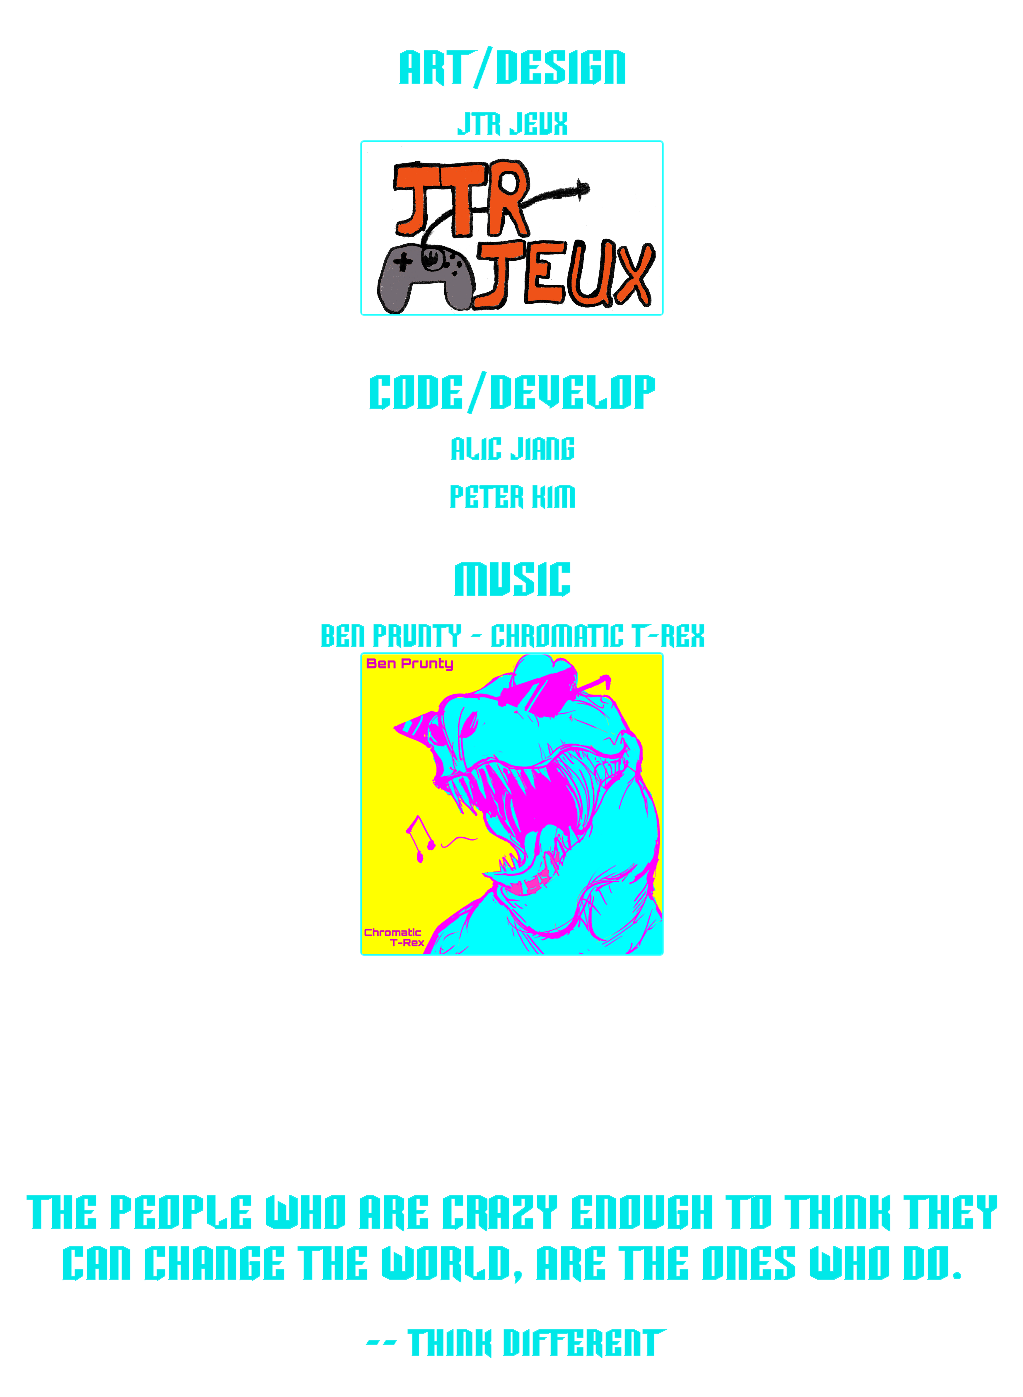 ART/DESIGN
JTR JEUX
JTR
JEUX
CODE/DEVELOP
ALIC JIANG
PETER KIM
MUSIC
BEN PRUNTY - CHROMATIC T-REX
Ben Prunty
Chromatic
T-Rex
THE PEOPLE WHO ARE CRAZY ENOUGH TO THINK THEY
CAN CHANGE THE WORLD, ARE THE ONES WHO DO.
-- THINK DIFFERENT